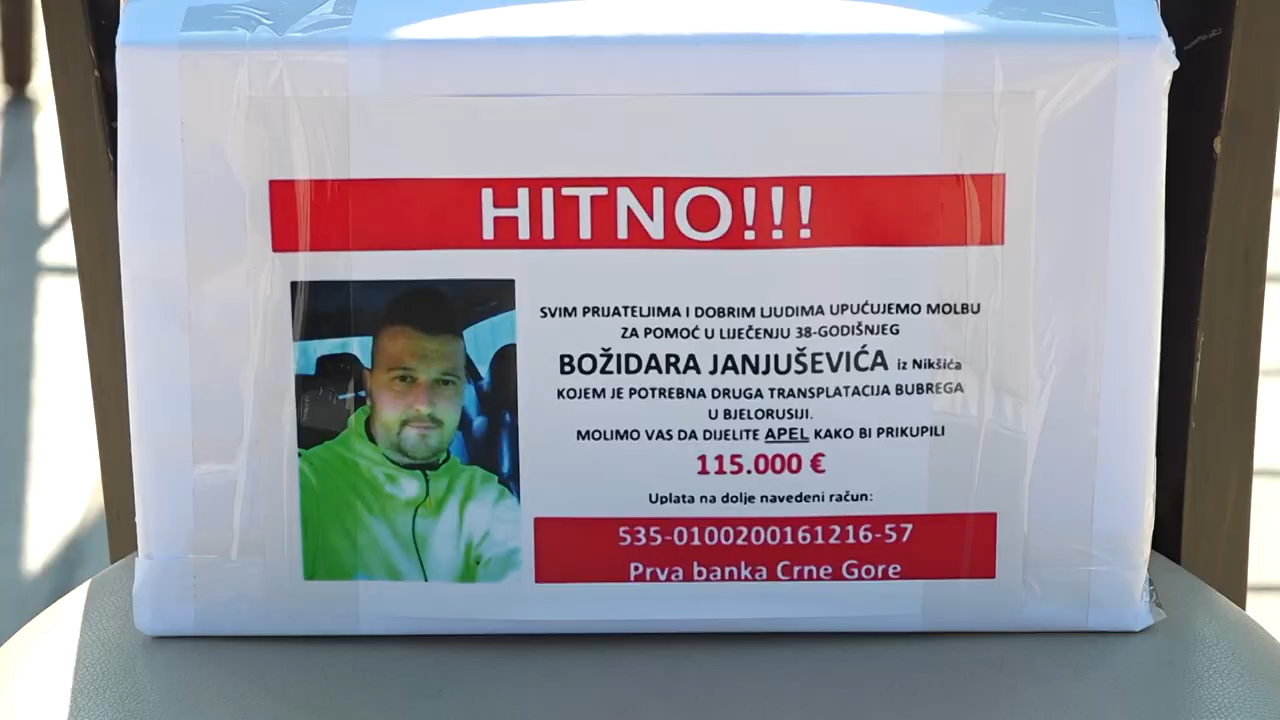 HITNO!!!
SVIM PRIJATELJIMA I DOBRIM LJUDIMA UPUĆUJEMO MOLBU
ZA POMOĆ U LIJEČENJU 38-GODIŠNJEG
BOŽIDARA JANJUŠEVIĆA iz Nikšića
KOJEM JE POTREBNA DRUGA TRANSPLATACIJA BUBREGA
U BJELORUSIJI.
MOLIMO VAS DA DIJELITE APEL KAKO BI PRIKUPILI
115.000 €
Uplata na dolje navedeni račun:
535-0100200161216-57
Prva banka Crne Gore